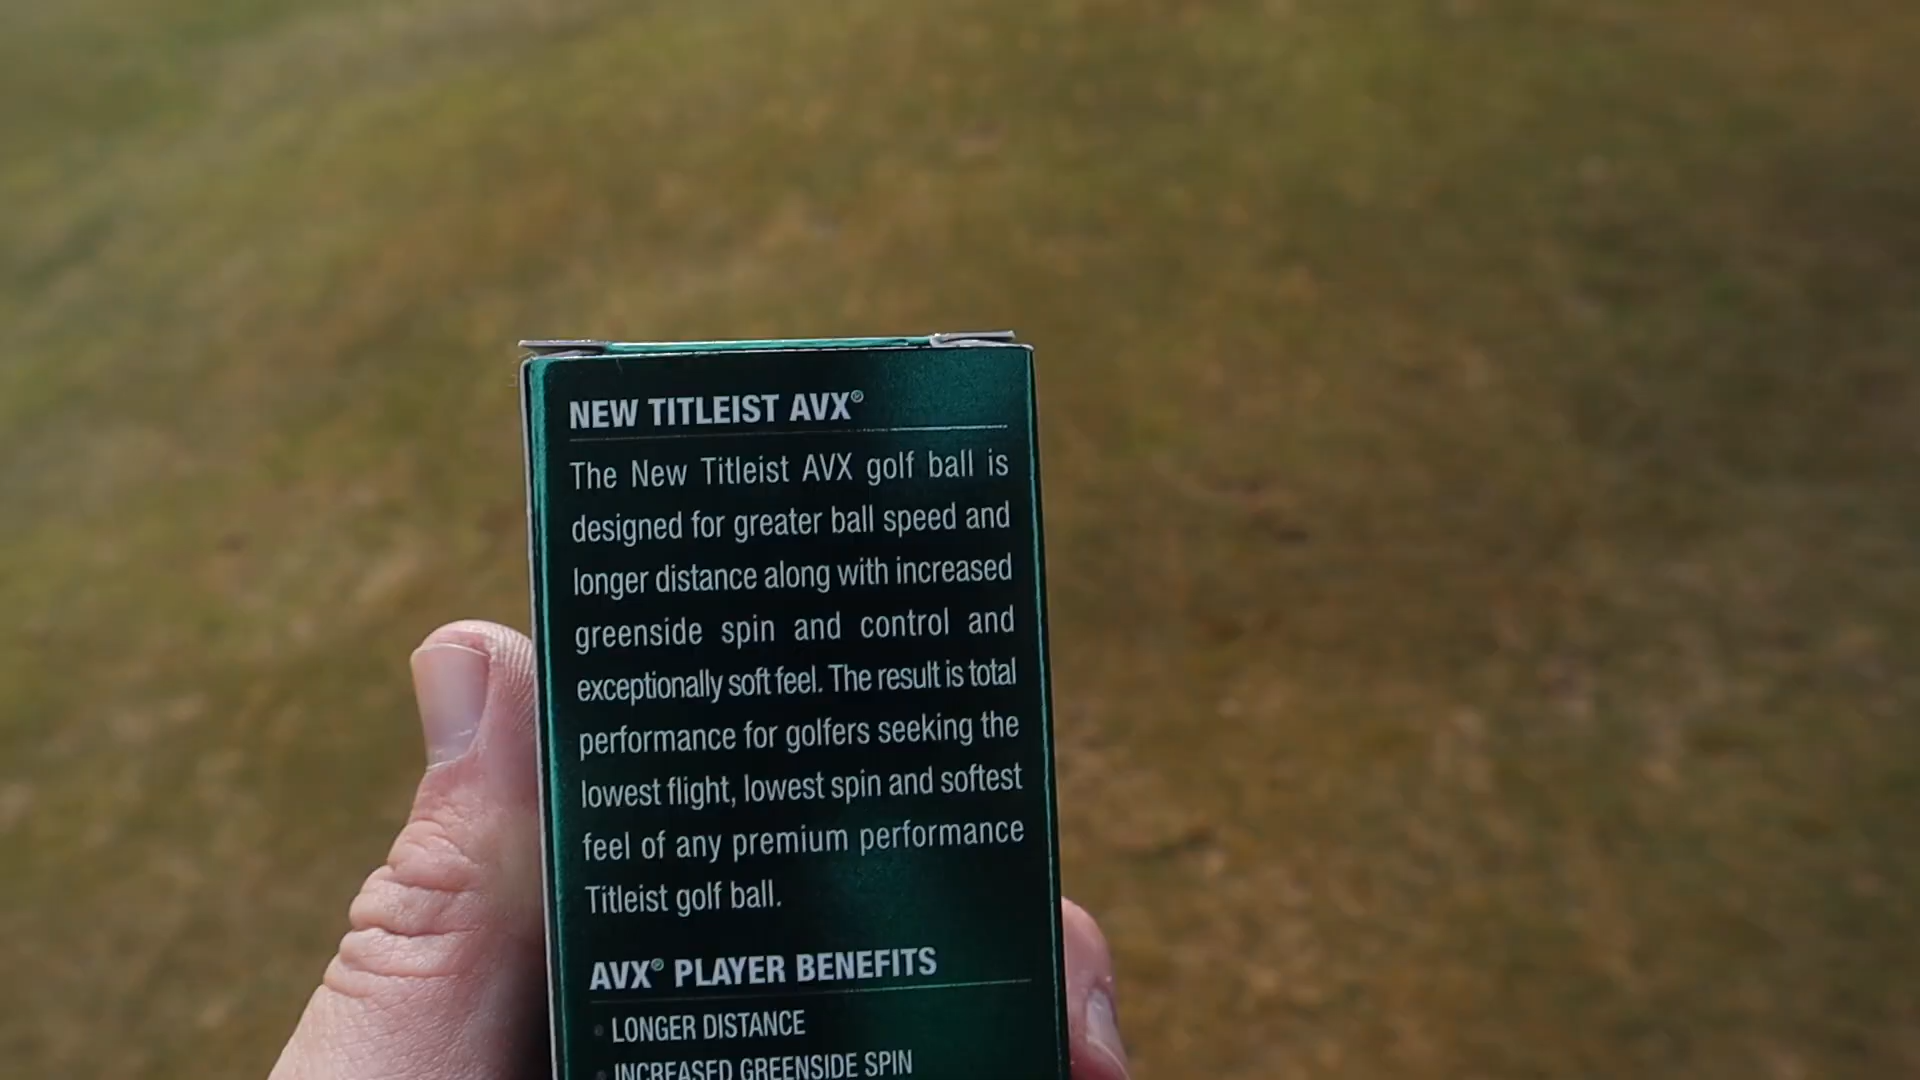 NEW TITLEIST AVX®
The New Titleist AVX golf ball is
designed for greater ball speed and
longer distance along with increased
greenside spin and control and
exceptionally soft feel. The result is total
performance for golfers seeking the
lowest flight, lowest spin and softest
feel of any premium performance
Titleist golf ball.
AVX® PLAYER BENEFITS
• LONGER DISTANCE
• INCREASED GREENSIDE SPIN